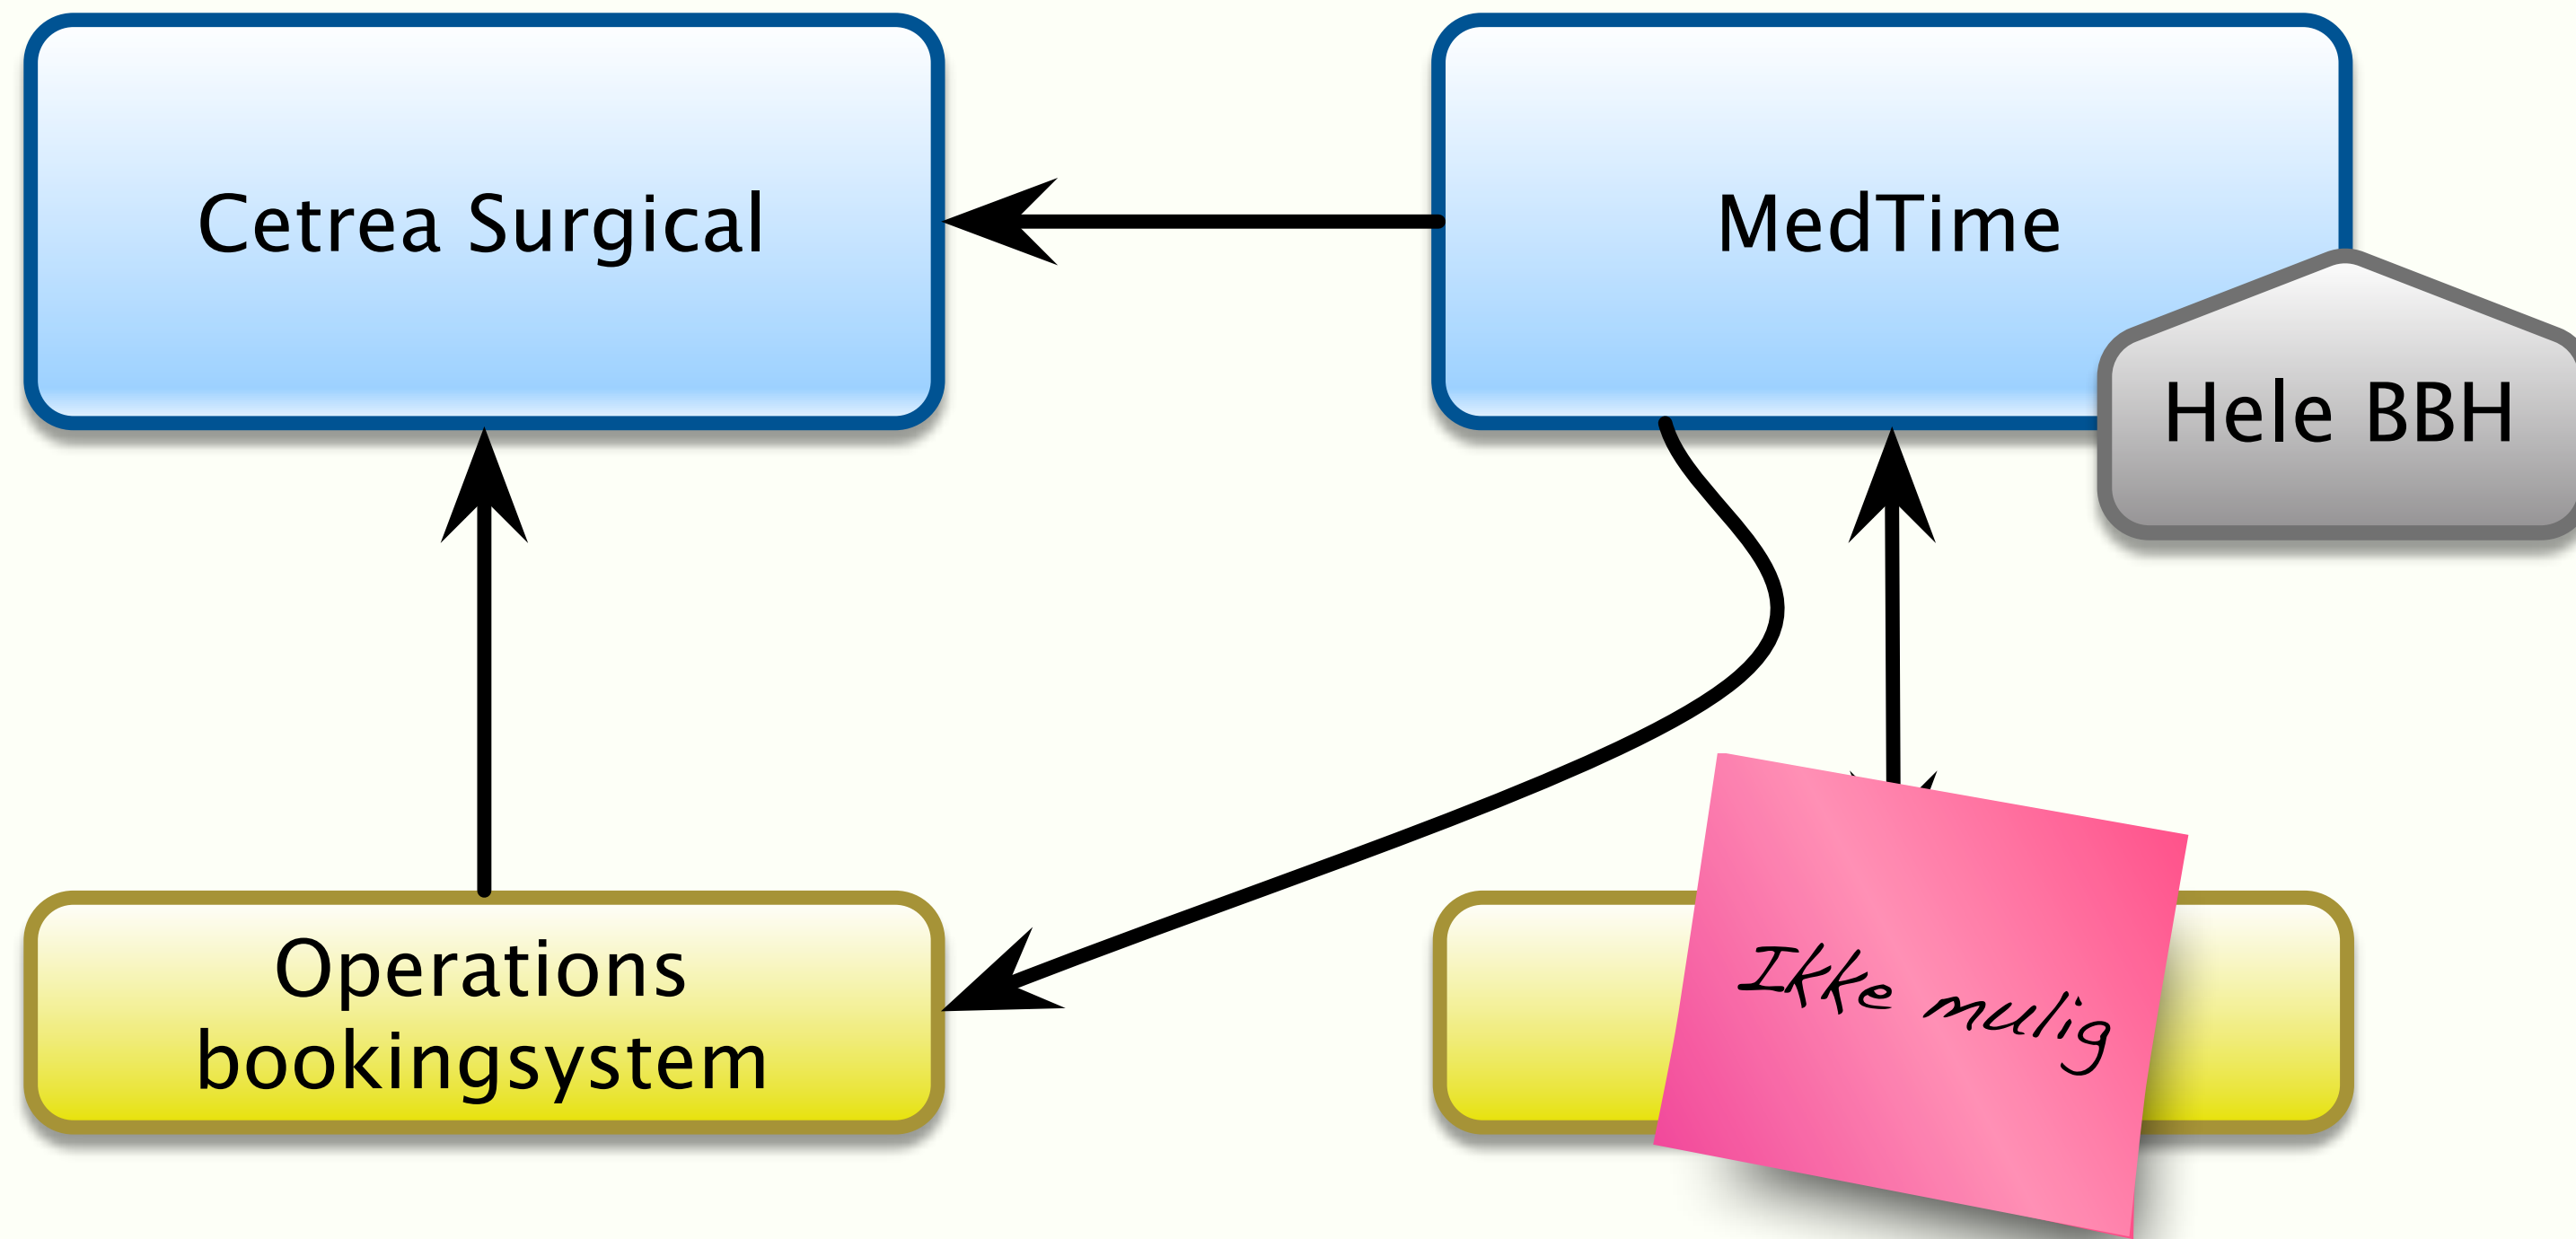 Cetrea Surgical
MedTime
Hele BBH
Operations
bookingsystem
Ikke mulig